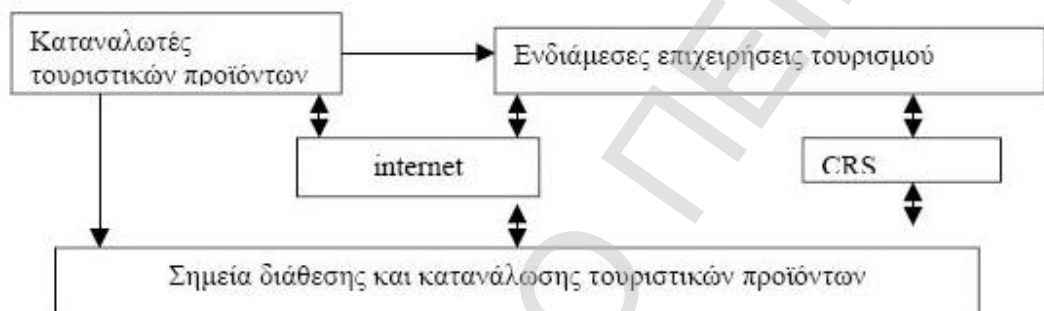 Καταναλωτές
τουριστικών προϊόντων
Ενδιάμεσες επιχειρήσεις τουρισμού
internet
CRS
Σημεία διάθεσης και κατανάλωσης τουριστικών προϊόντων